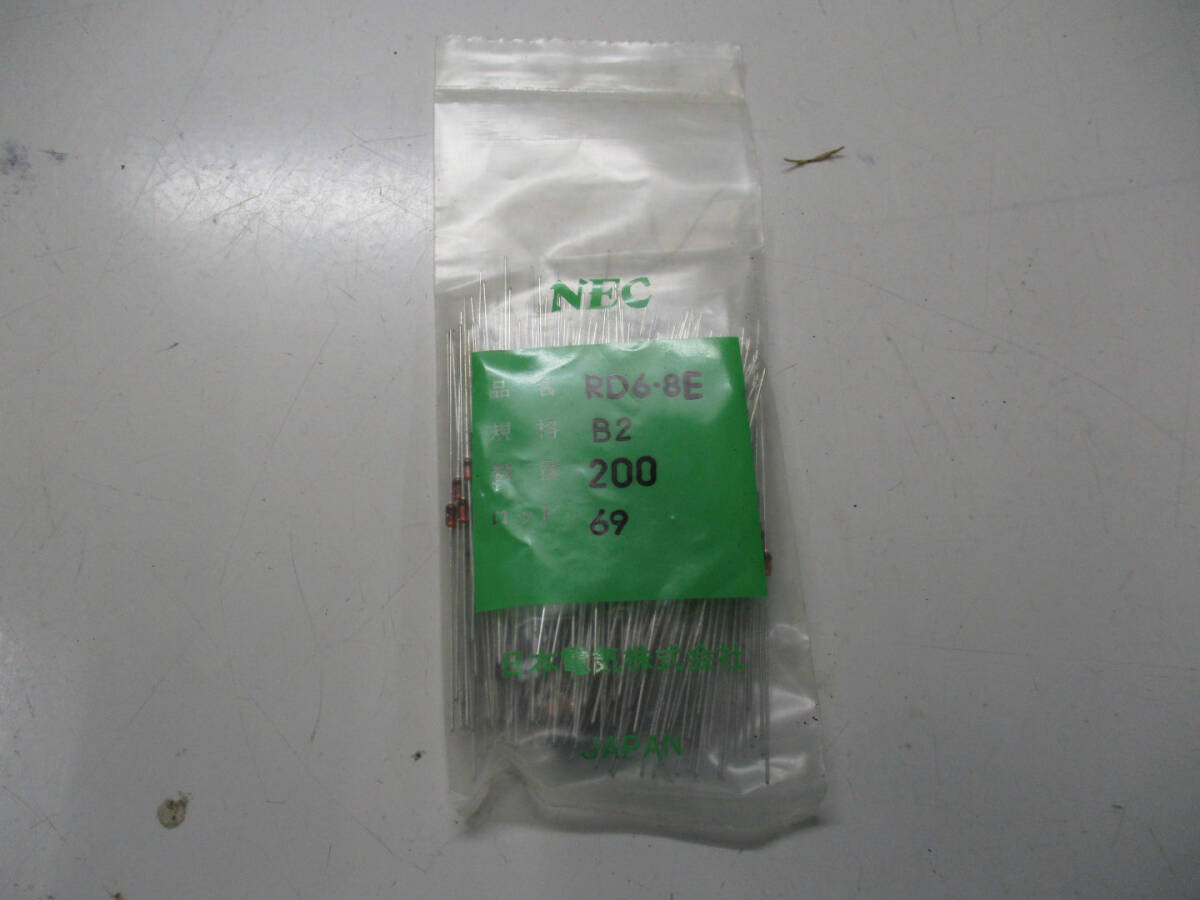 NEC
品名 RD6.8E
規格 B2
数量 200
ロット 69
日本電気株式会社
JAPAN